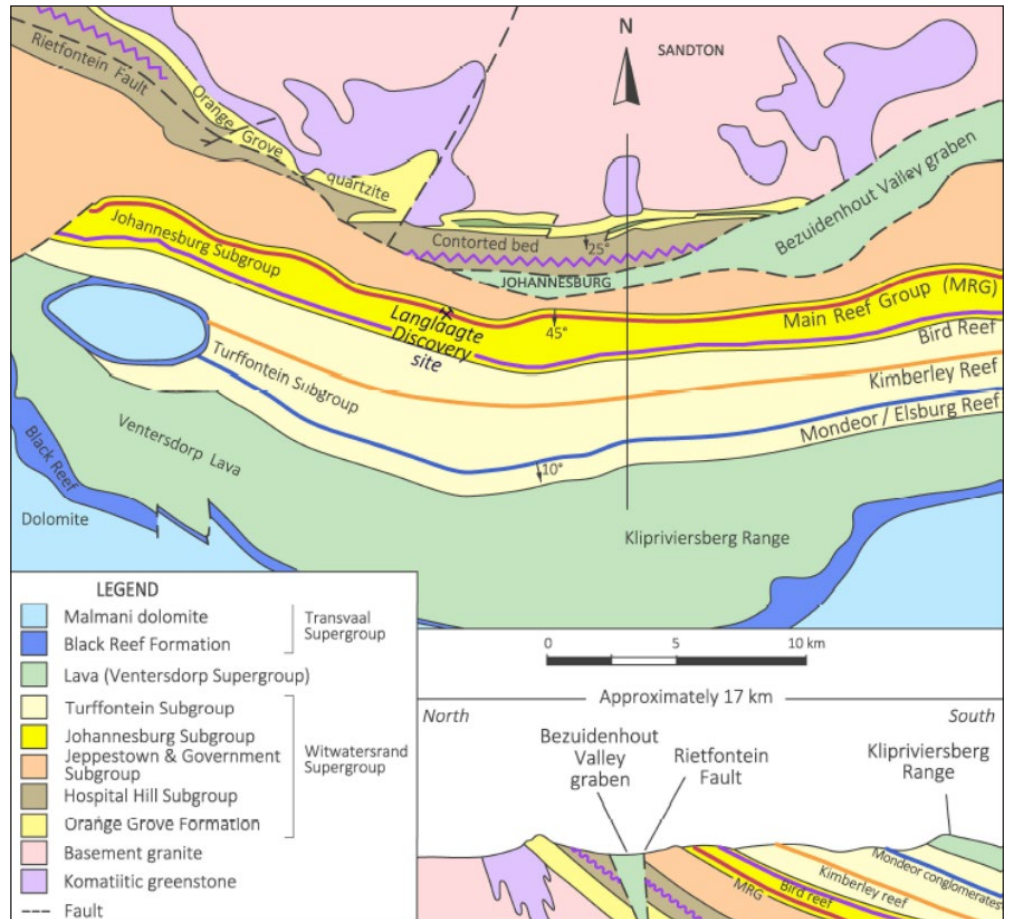 N
SANDTON
Rietfontein Fault
Orange Grove
quartzite
Bezuidenhout Valley graben
Contorted bed
25°
JOHANNESBURG
Johannesburg Subgroup
Langlaagte
Discovery
site
45°
Main Reef Group (MRG)
Bird Reef
Kimberley Reef
Mondeor / Elsburg Reef
Turffontein Subgroup
10°
Ventersdorp Lava
Black Reef
Dolomite
Klipriviersberg Range
LEGEND
Malmani dolomite
Black Reef Formation
Transvaal
Supergroup
Lava (Ventersdorp Supergroup)
Turffontein Subgroup
Johannesburg Subgroup
Jeppestown & Government
Subgroup
Hospital Hill Subgroup
Orange Grove Formation
Witwatersrand
Supergroup
Basement granite
Komatiitic greenstone
Fault
0 5 10 km
Approximately 17 km
North South
Bezuidenhout
Valley
graben
Rietfontein
Fault
Klipriviersberg
Range
MRG
Bird reef
Kimberley reef
Mondeor conglomerates